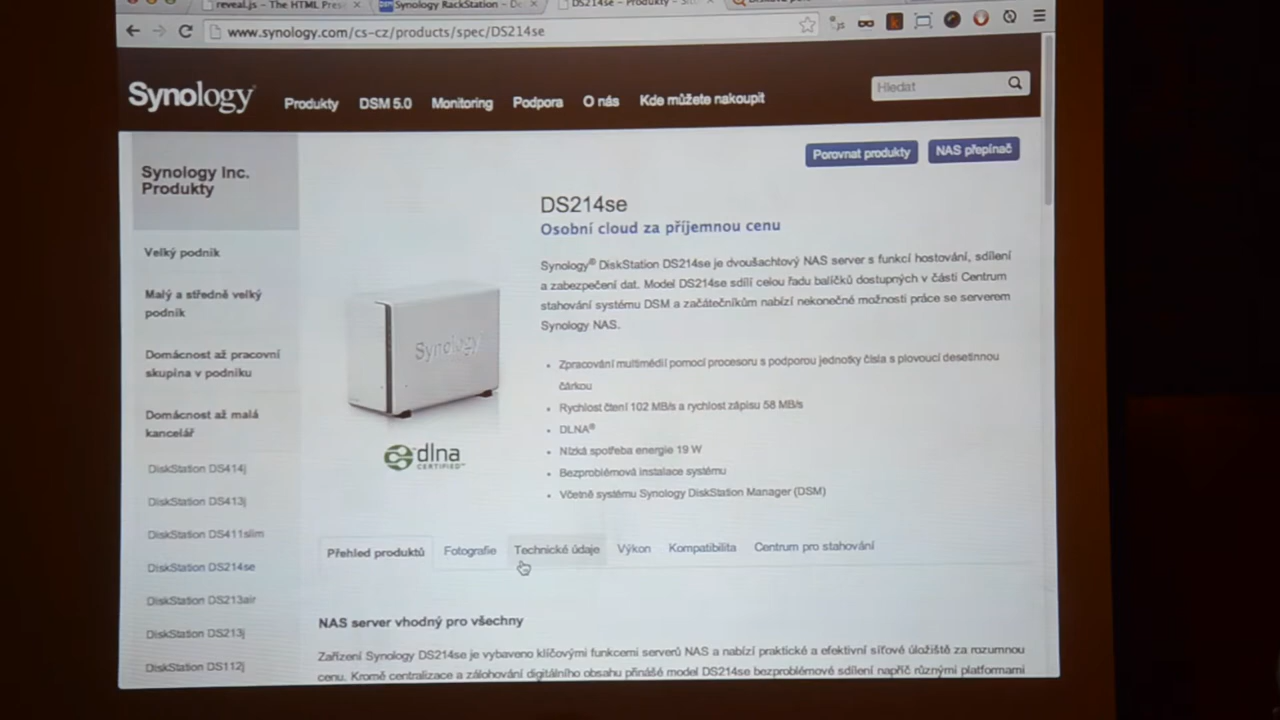 reveal.js – The HTML Pres
Synology RackStation – De
DS214se – Produkty – S
www.synology.com/cs-cz/products/spec/DS214se
Synology
Produkty DSM 5.0 Monitoring Podpora O nás Kde můžete nakoupit
Hledat
Porovnat produkty NAS přepínač
Synology Inc.
Produkty
Velký podnik
Malý a středně velký
podnik
Domácnost až pracovní
skupina v podniku
Domácnost až malá
kancelář
DiskStation DS414j
DiskStation DS413j
DiskStation DS411slim
DiskStation DS214se
DiskStation DS213air
DiskStation DS213j
DiskStation DS112j
Synology
dlna
CERTIFIED™
DS214se
Osobní cloud za příjemnou cenu
Synology® DiskStation DS214se je dvoušachtový NAS server s funkcí hostování, sdílení
a zabezpečení dat. Model DS214se sdílí celou řadu balíčků dostupných v části Centrum
stahování systému DSM a začátečníkům nabízí nekonečné možnosti práce se serverem
Synology NAS.
• Zpracování multimédií pomocí procesoru s podporou jednotky čísla s plovoucí desetinnou
čárkou
• Rychlost čtení 102 MB/s a rychlost zápisu 58 MB/s
• DLNA®
• Nízká spotřeba energie 19 W
• Bezproblémová instalace systému
• Včetně systému Synology DiskStation Manager (DSM)
Přehled produktů Fotografie Technické údaje Výkon Kompatibilita Centrum pro stahování
NAS server vhodný pro všechny
Zařízení Synology DS214se je vybaveno klíčovými funkcemi serverů NAS a nabízí praktické a efektivní síťové úložiště za rozumnou
cenu. Kromě centralizace a zálohování digitálního obsahu přináší model DS214se bezproblémové sdílení napříč různými platformami